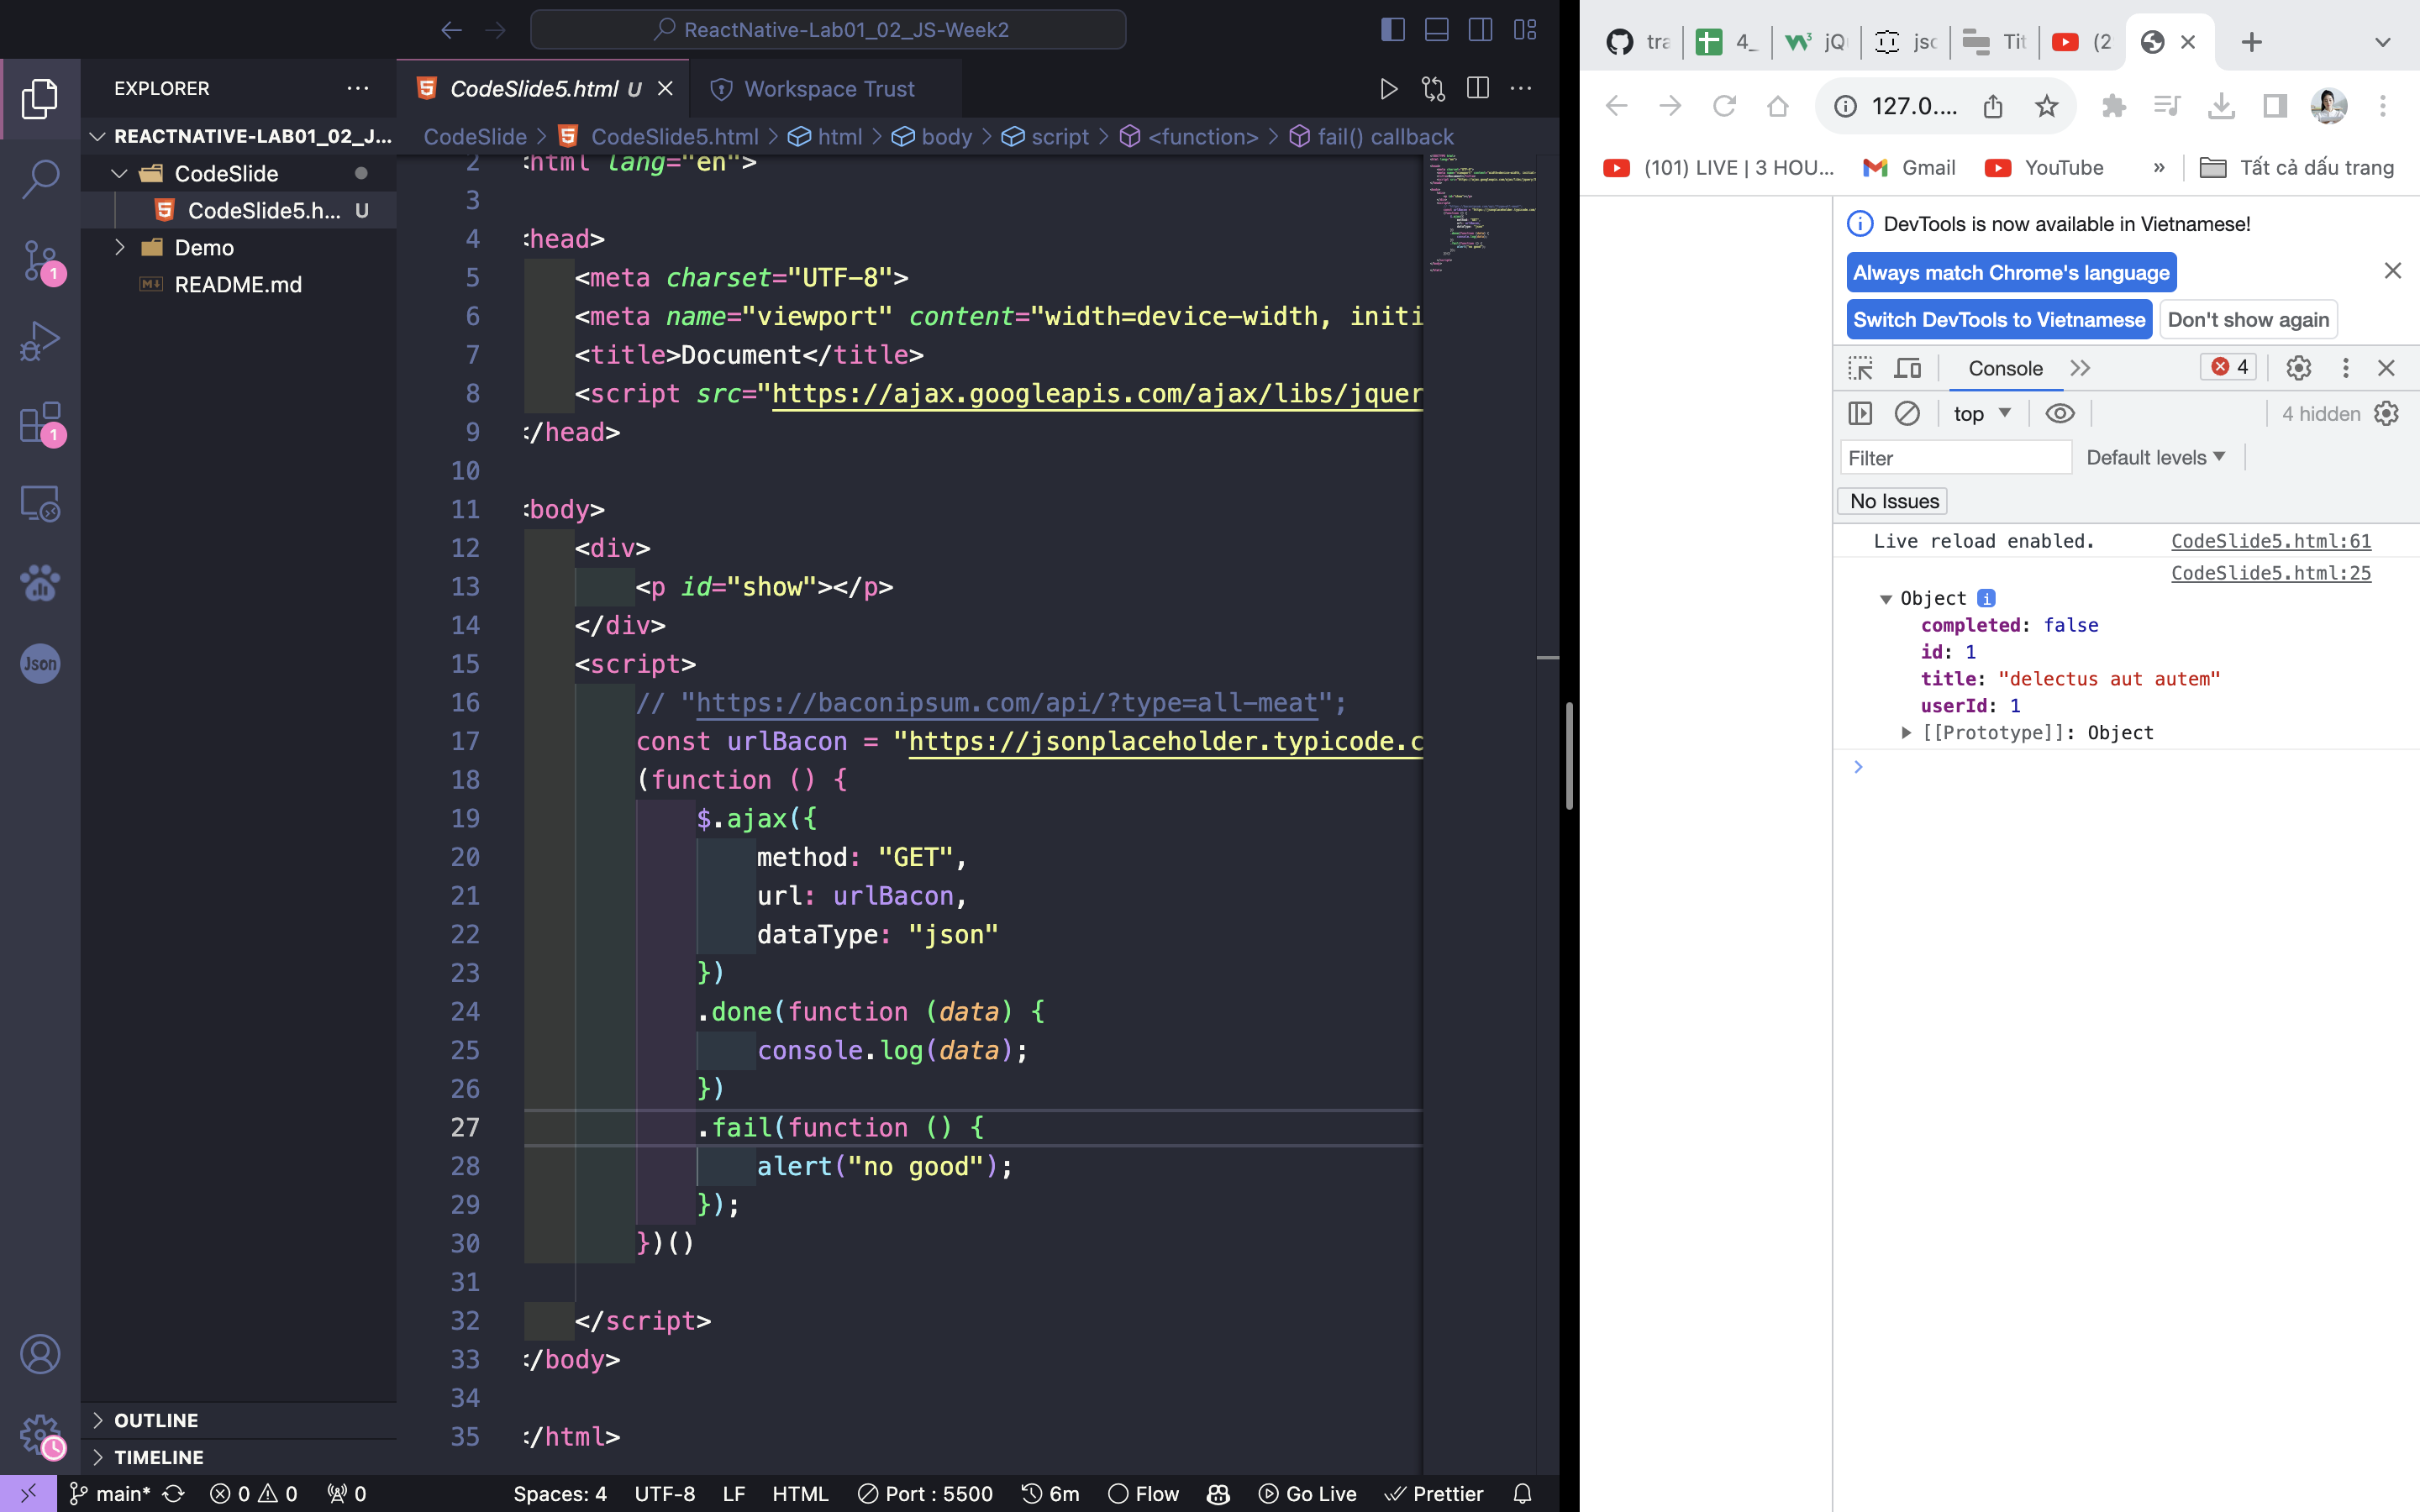 ReactNative-Lab01_02_JS-Week2
EXPLORER
REACTNATIVE-LAB01_02_J...
CodeSlide
CodeSlide5.h... U
Demo
README.md
Json
1
1
OUTLINE
TIMELINE
CodeSlide5.html U
Workspace Trust
CodeSlide > CodeSlide5.html > html > body > script > <function> > fail() callback
2 <html lang="en">
3
4 <head>
5 <meta charset="UTF-8">
6 <meta name="viewport" content="width=device-width, initi
7 <title>Document</title>
8 <script src="https://ajax.googleapis.com/ajax/libs/jquer
9 </head>
10
11 <body>
12 <div>
13 <p id="show"></p>
14 </div>
15 <script>
16 // "https://baconipsum.com/api/?type=all-meat";
17 const urlBacon = "https://jsonplaceholder.typicode.c
18 (function () {
19 $.ajax({
20 method: "GET",
21 url: urlBacon,
22 dataType: "json"
23 })
24 .done(function (data) {
25 console.log(data);
26 })
27 .fail(function () {
28 alert("no good");
29 });
30 })()
31
32 </script>
33 </body>
34
35 </html>
main* 0 0 0 Spaces: 4 UTF-8 LF HTML Port : 5500 6m Flow Go Live Prettier
tra 4_ jQ jsc Tit (2
127.0....
(101) LIVE | 3 HOU... Gmail YouTube » Tất cả dấu trang
DevTools is now available in Vietnamese!
Always match Chrome's language
Switch DevTools to Vietnamese Don't show again
Console 4
top 4 hidden
Filter Default levels
No Issues
Live reload enabled. CodeSlide5.html:61
CodeSlide5.html:25
Object i
completed: false
id: 1
title: "delectus aut autem"
userId: 1
[[Prototype]]: Object